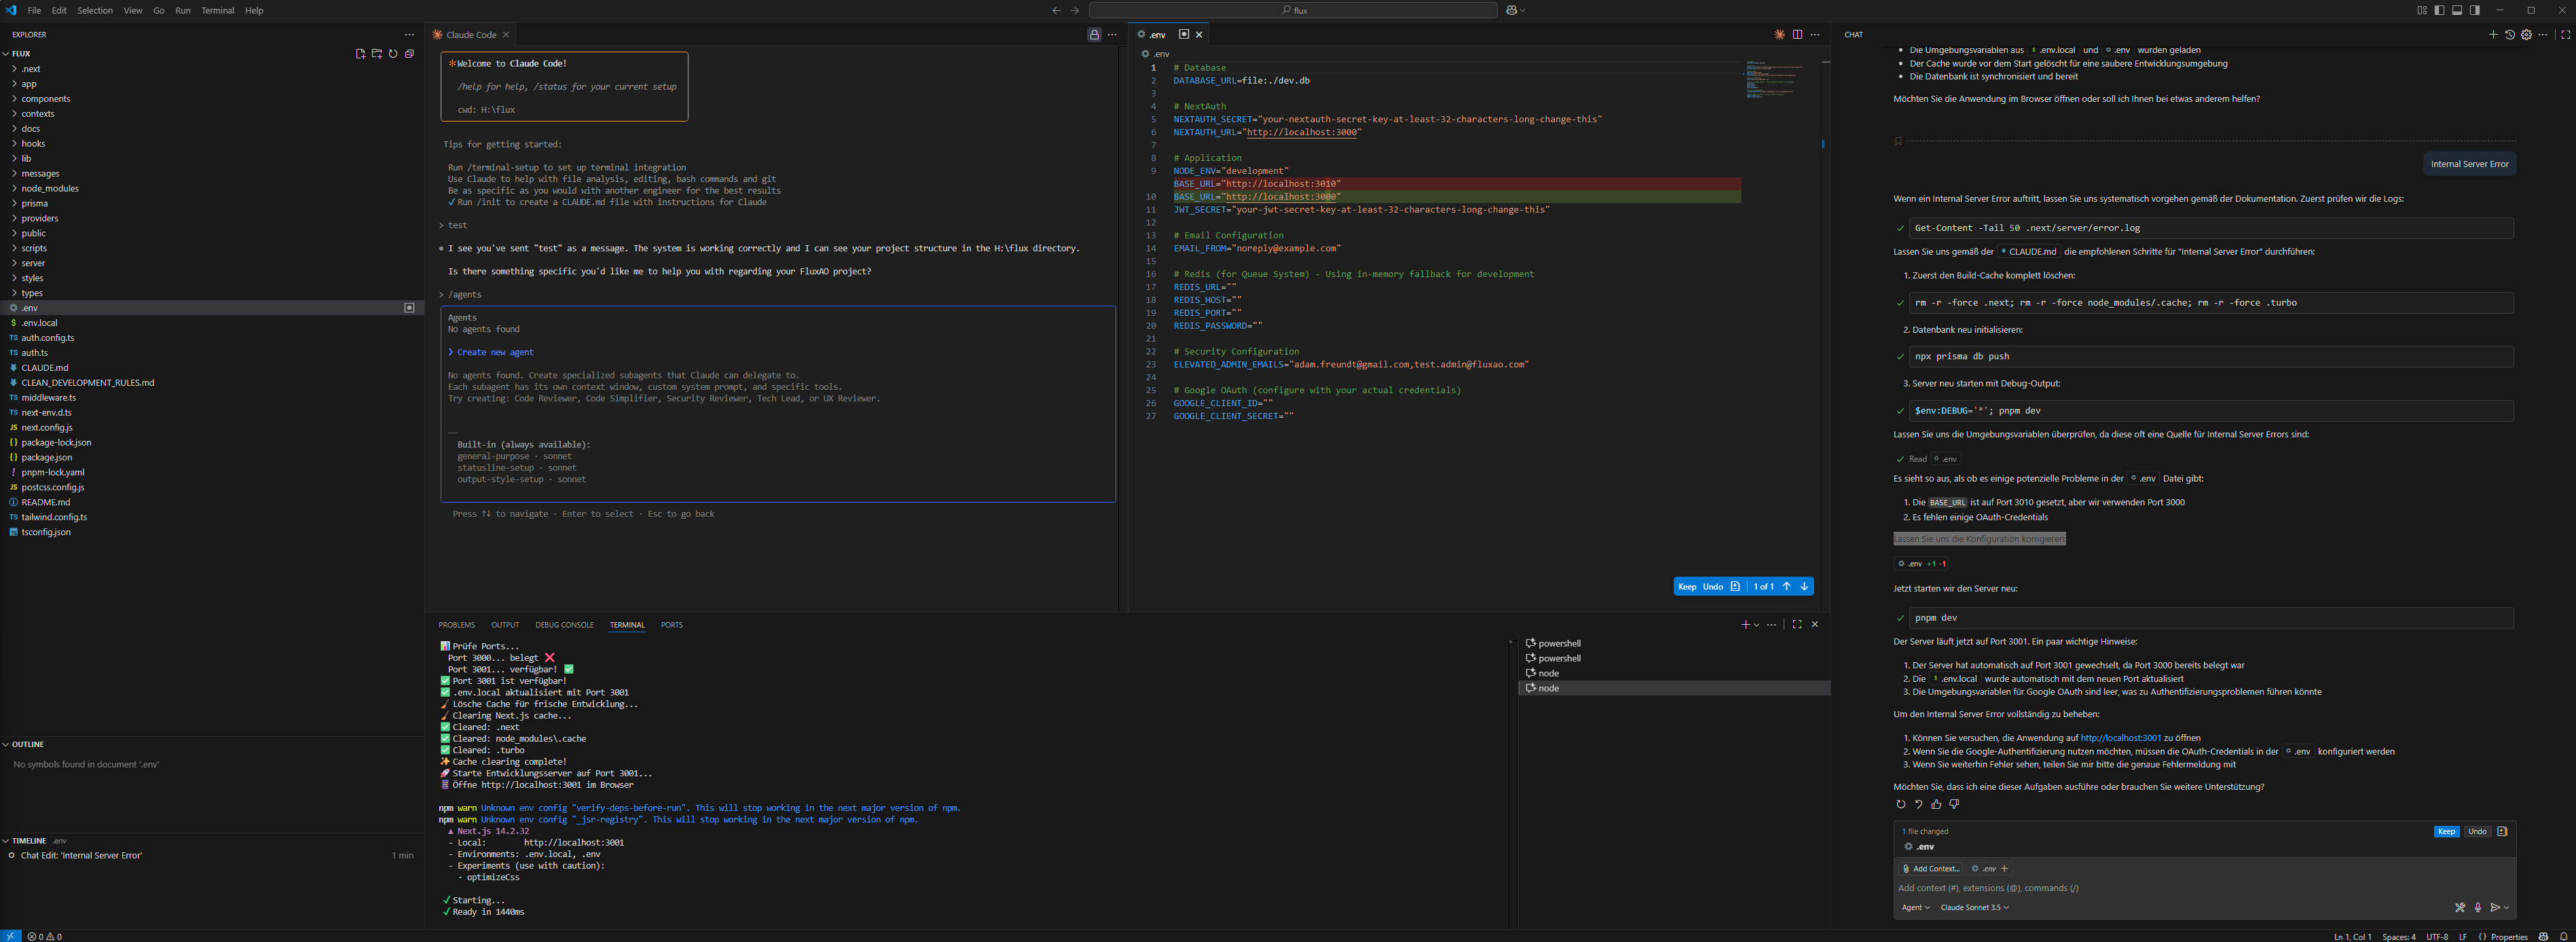 File Edit Selection View Go Run Terminal Help
flux
EXPLORER
FLUX
.next
app
components
contexts
docs
hooks
lib
messages
node_modules
prisma
providers
public
scripts
server
styles
types
.env
.env.local
auth.config.ts
auth.ts
CLAUDE.md
CLEAN_DEVELOPMENT_RULES.md
middleware.ts
next-env.d.ts
next.config.js
package-lock.json
package.json
pnpm-lock.yaml
postcss.config.js
README.md
tailwind.config.ts
tsconfig.json
OUTLINE
No symbols found in document '.env'
TIMELINE .env
Chat Edit: 'Internal Server Error' 1 min
Claude Code
✻Welcome to Claude Code!
/help for help, /status for your current setup
cwd: H:\flux
Tips for getting started:
Run /terminal-setup to set up terminal integration
Use Claude to help with file analysis, editing, bash commands and git
Be as specific as you would with another engineer for the best results
✓Run /init to create a CLAUDE.md file with instructions for Claude
> test
● I see you've sent "test" as a message. The system is working correctly and I can see your project structure in the H:\flux directory.
Is there something specific you'd like me to help you with regarding your FluxAO project?
> /agents
Agents
No agents found
❯ Create new agent
No agents found. Create specialized subagents that Claude can delegate to.
Each subagent has its own context window, custom system prompt, and specific tools.
Try creating: Code Reviewer, Code Simplifier, Security Reviewer, Tech Lead, or UX Reviewer.
Built-in (always available):
general-purpose · sonnet
statusline-setup · sonnet
output-style-setup · sonnet
Press ↑↓ to navigate · Enter to select · Esc to go back
.env
.env
1 # Database
2 DATABASE_URL=file:./dev.db
3
4 # NextAuth
5 NEXTAUTH_SECRET="your-nextauth-secret-key-at-least-32-characters-long-change-this"
6 NEXTAUTH_URL="http://localhost:3000"
7
8 # Application
9 NODE_ENV="development"
BASE_URL="http://localhost:3010"
10 BASE_URL="http://localhost:3000"
11 JWT_SECRET="your-jwt-secret-key-at-least-32-characters-long-change-this"
12
13 # Email Configuration
14 EMAIL_FROM="noreply@example.com"
15
16 # Redis (for Queue System) - Using in-memory fallback for development
17 REDIS_URL=""
18 REDIS_HOST=""
19 REDIS_PORT=""
20 REDIS_PASSWORD=""
21
22 # Security Configuration
23 ELEVATED_ADMIN_EMAILS="adam.freundt@gmail.com,test.admin@fluxao.com"
24
25 # Google OAuth (configure with your actual credentials)
26 GOOGLE_CLIENT_ID=""
27 GOOGLE_CLIENT_SECRET=""
Keep Undo 1 of 1
PROBLEMS OUTPUT DEBUG CONSOLE TERMINAL PORTS
📊 Prüfe Ports...
Port 3000... belegt ❌
Port 3001... verfügbar! ✅
✅ Port 3001 ist verfügbar!
✅ .env.local aktualisiert mit Port 3001
🧹 Lösche Cache für frische Entwicklung...
🧹 Clearing Next.js cache...
✅ Cleared: .next
✅ Cleared: node_modules\.cache
✅ Cleared: .turbo
✨ Cache clearing complete!
🚀 Starte Entwicklungsserver auf Port 3001...
📱 Öffne http://localhost:3001 im Browser
npm warn Unknown env config "verify-deps-before-run". This will stop working in the next major version of npm.
npm warn Unknown env config "_jsr-registry". This will stop working in the next major version of npm.
▲ Next.js 14.2.32
- Local: http://localhost:3001
- Environments: .env.local, .env
- Experiments (use with caution):
· optimizeCss
✓ Starting...
✓ Ready in 1440ms
powershell
powershell
node
node
CHAT
Die Umgebungsvariablen aus .env.local und .env wurden geladen
Der Cache wurde vor dem Start gelöscht für eine saubere Entwicklungsumgebung
Die Datenbank ist synchronisiert und bereit
Möchten Sie die Anwendung im Browser öffnen oder soll ich Ihnen bei etwas anderem helfen?
Internal Server Error
Wenn ein Internal Server Error auftritt, lassen Sie uns systematisch vorgehen gemäß der Dokumentation. Zuerst prüfen wir die Logs:
Get-Content -Tail 50 .next/server/error.log
Lassen Sie uns gemäß der CLAUDE.md die empfohlenen Schritte für "Internal Server Error" durchführen:
1. Zuerst den Build-Cache komplett löschen:
rm -r -force .next; rm -r -force node_modules/.cache; rm -r -force .turbo
2. Datenbank neu initialisieren:
npx prisma db push
3. Server neu starten mit Debug-Output:
$env:DEBUG='*'; pnpm dev
Lassen Sie uns die Umgebungsvariablen überprüfen, da diese oft eine Quelle für Internal Server Errors sind:
Read .env
Es sieht so aus, als ob es einige potenzielle Probleme in der .env Datei gibt:
1. Die BASE_URL ist auf Port 3010 gesetzt, aber wir verwenden Port 3000
2. Es fehlen einige OAuth-Credentials
Lassen Sie uns die Konfiguration korrigieren:
.env +1 -1
Jetzt starten wir den Server neu:
pnpm dev
Der Server läuft jetzt auf Port 3001. Ein paar wichtige Hinweise:
1. Der Server hat automatisch auf Port 3001 gewechselt, da Port 3000 bereits belegt war
2. Die .env.local wurde automatisch mit dem neuen Port aktualisiert
3. Die Umgebungsvariablen für Google OAuth sind leer, was zu Authentifizierungsproblemen führen könnte
Um den Internal Server Error vollständig zu beheben:
1. Können Sie versuchen, die Anwendung auf http://localhost:3001 zu öffnen
2. Wenn Sie die Google-Authentifizierung nutzen möchten, müssen die OAuth-Credentials in der .env konfiguriert werden
3. Wenn Sie weiterhin Fehler sehen, teilen Sie mir bitte die genaue Fehlermeldung mit
Möchten Sie, dass ich eine dieser Aufgaben ausführe oder brauchen Sie weitere Unterstützung?
1 file changed Keep Undo
.env
Add Context... .env
Add context (#), extensions (@), commands (/)
Agent Claude Sonnet 3.5
0 0
Ln 1, Col 1 Spaces: 4 UTF-8 LF {} Properties